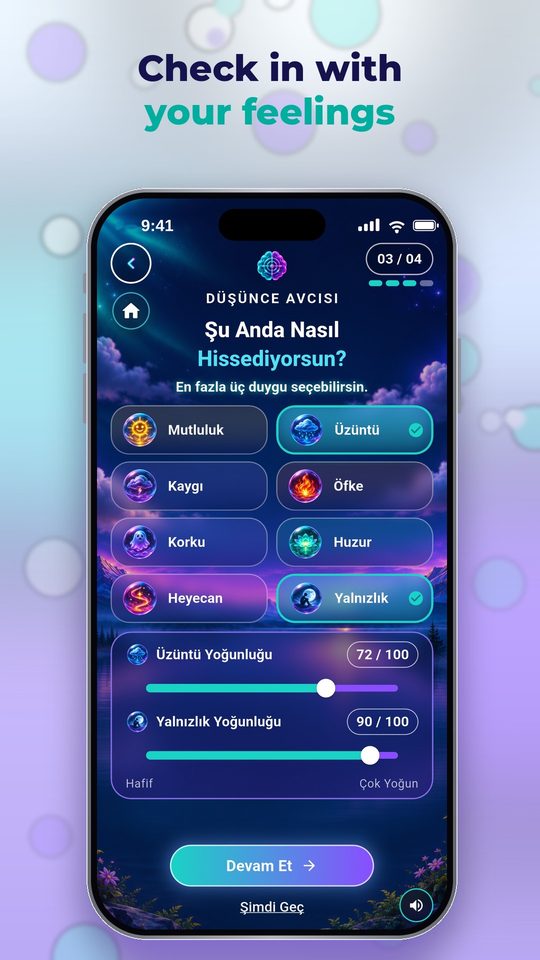 Check in with
your feelings
9:41
03 / 04
DÜŞÜNCE AVCISI
Şu Anda Nasıl
Hissediyorsun?
En fazla üç duygu seçebilirsin.
Mutluluk
Üzüntü
Kaygı
Öfke
Korku
Huzur
Heyecan
Yalnızlık
Üzüntü Yoğunluğu
72 / 100
Yalnızlık Yoğunluğu
90 / 100
Hafif
Çok Yoğun
Devam Et →
Şimdi Geç